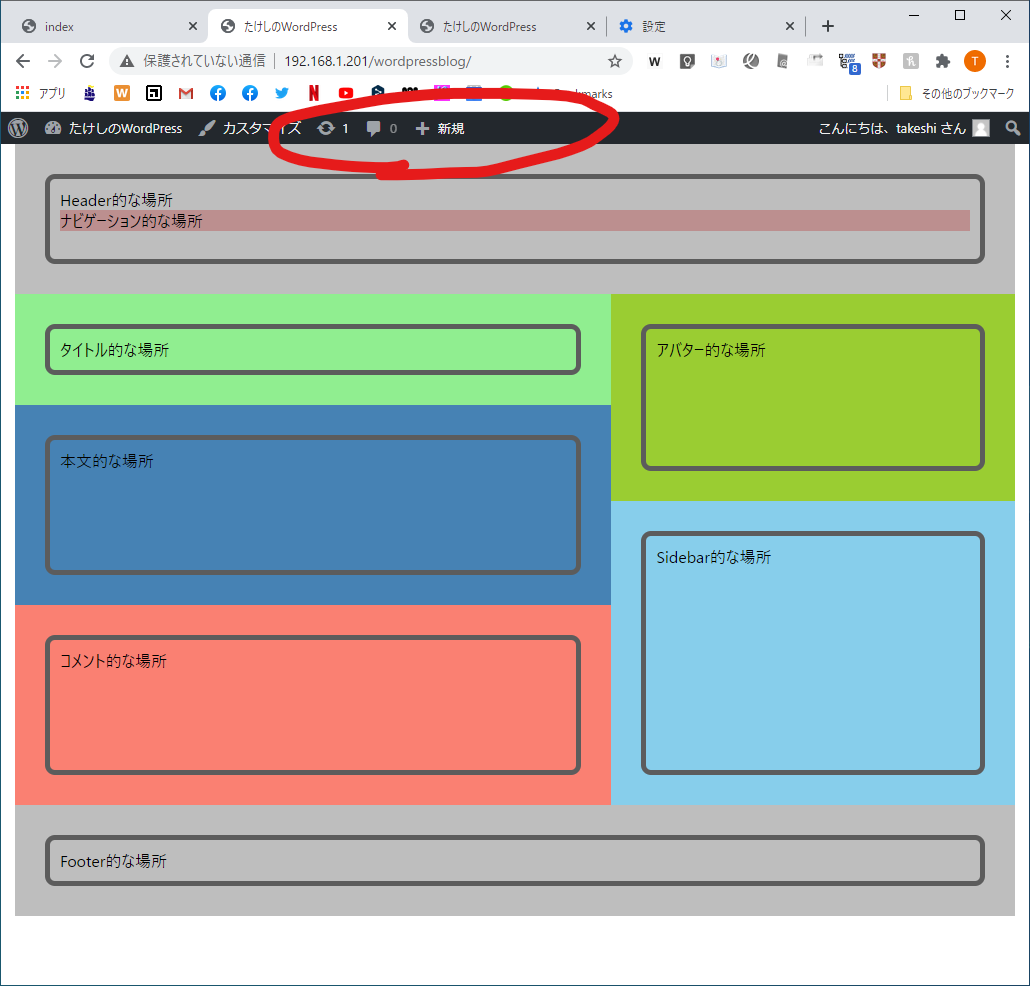 index
たけしのWordPress
たけしのWordPress
設定
保護されていない通信
192.168.1.201/wordpressblog/
W
8
T
アプリ
W
N
その他のブックマーク
たけしのWordPress
カスタマイズ
1
0
新規
こんにちは、takeshi さん
Header的な場所
ナビゲーション的な場所
タイトル的な場所
アバター的な場所
本文的な場所
Sidebar的な場所
コメント的な場所
Footer的な場所